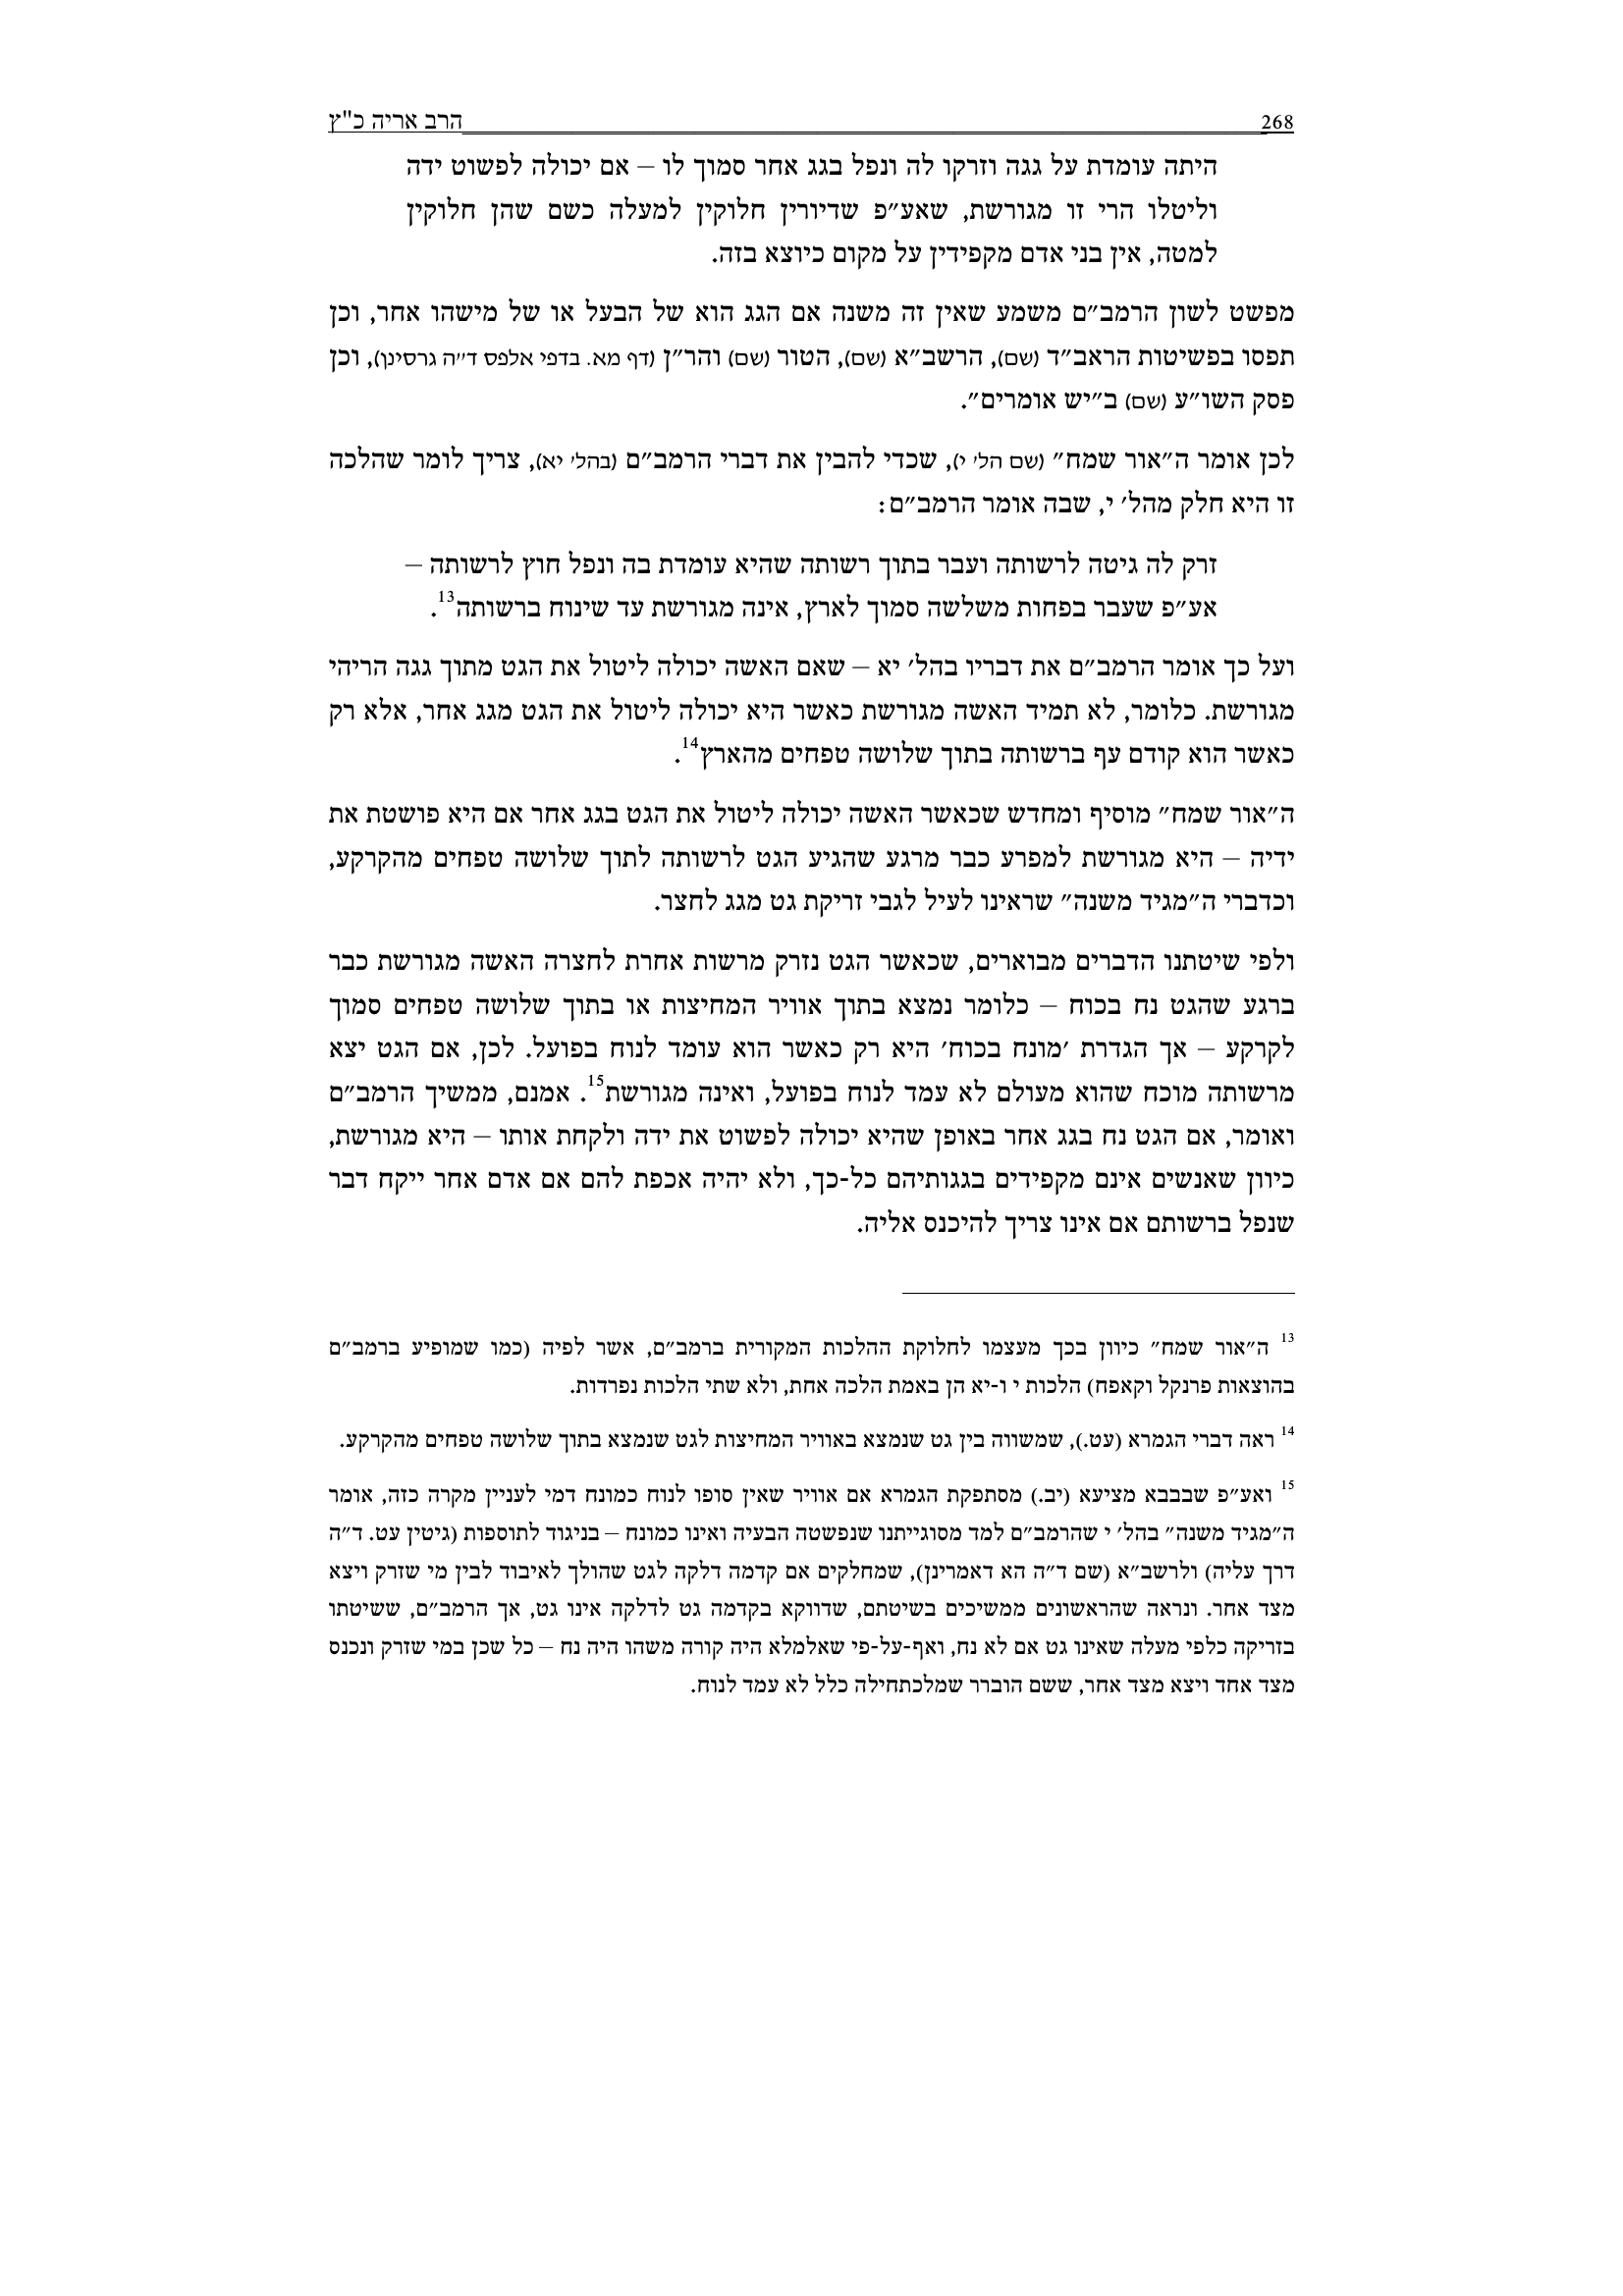 268 הרב אריה כ"ץ
היתה עומדת על גגה וזרקו לה ונפל בגג אחר סמוך לו – אם יכולה לפשוט ידה
וליטלו הרי זו מגורשת, שאע״פ שדיורין חלוקין למעלה כשם שהן חלוקין
למטה, אין בני אדם מקפידין על מקום כיוצא בזה.
מפשט לשון הרמב״ם משמע שאין זה משנה אם הגג הוא של הבעל או של מישהו אחר, וכן
תפסו בפשיטות הראב״ד (שם), הרשב״א (שם), הטור (שם) והר״ן (דף מא. בדפי אלפס ד״ה גרסינן), וכן
פסק השו״ע (שם) ב״יש אומרים״.
לכן אומר ה״אור שמח״ (שם הל׳ י), שכדי להבין את דברי הרמב״ם (בהל׳ יא), צריך לומר שהלכה
זו היא חלק מהל׳ י, שבה אומר הרמב״ם:
זרק לה גיטה לרשותה ועבר בתוך רשותה שהיא עומדת בה ונפל חוץ לרשותה –
אע״פ שעבר בפחות משלשה סמוך לארץ, אינה מגורשת עד שינוח ברשותה13.
ועל כך אומר הרמב״ם את דבריו בהל׳ יא – שאם האשה יכולה ליטול את הגט מתוך גגה הריהי
מגורשת. כלומר, לא תמיד האשה מגורשת כאשר היא יכולה ליטול את הגט מגג אחר, אלא רק
כאשר הוא קודם עף ברשותה בתוך שלושה טפחים מהארץ14.
ה״אור שמח״ מוסיף ומחדש שכאשר האשה יכולה ליטול את הגט בגג אחר אם היא פושטת את
ידיה – היא מגורשת למפרע כבר מרגע שהגיע הגט לרשותה לתוך שלושה טפחים מהקרקע,
וכדברי ה״מגיד משנה״ שראינו לעיל לגבי זריקת גט מגג לחצר.
ולפי שיטתנו הדברים מבוארים, שכאשר הגט נזרק מרשות אחרת לחצרה האשה מגורשת כבר
ברגע שהגט נח בכוח – כלומר נמצא בתוך אוויר המחיצות או בתוך שלושה טפחים סמוך
לקרקע – אך הגדרת ׳מונח בכוח׳ היא רק כאשר הוא עומד לנוח בפועל. לכן, אם הגט יצא
מרשותה מוכח שהוא מעולם לא עמד לנוח בפועל, ואינה מגורשת15. אמנם, ממשיך הרמב״ם
ואומר, אם הגט נח בגג אחר באופן שהיא יכולה לפשוט את ידה ולקחת אותו – היא מגורשת,
כיוון שאנשים אינם מקפידים בגגותיהם כל-כך, ולא יהיה אכפת להם אם אדם אחר ייקח דבר
שנפל ברשותם אם אינו צריך להיכנס אליה.
13 ה״אור שמח״ כיוון בכך מעצמו לחלוקת ההלכות המקורית ברמב״ם, אשר לפיה (כמו שמופיע ברמב״ם
בהוצאות פרנקל וקאפח) הלכות י ו-יא הן באמת הלכה אחת, ולא שתי הלכות נפרדות.
14 ראה דברי הגמרא (עט.), שמשווה בין גט שנמצא באוויר המחיצות לגט שנמצא בתוך שלושה טפחים מהקרקע.
15 ואע״פ שבבבא מציעא (יב.) מסתפקת הגמרא אם אוויר שאין סופו לנוח כמונח דמי לעניין מקרה כזה, אומר
ה״מגיד משנה״ בהל׳ י שהרמב״ם למד מסוגייתנו שנפשטה הבעיה ואינו כמונח – בניגוד לתוספות (גיטין עט. ד״ה
דרך עליה) ולרשב״א (שם ד״ה הא דאמרינן), שמחלקים אם קדמה דלקה לגט שהולך לאיבוד לבין מי שזרק ויצא
מצד אחר. ונראה שהראשונים ממשיכים בשיטתם, שדווקא בקדמה גט לדלקה אינו גט, אך הרמב״ם, ששיטתו
בזריקה כלפי מעלה שאינו גט אם לא נח, ואף-על-פי שאלמלא היה קורה משהו היה נח – כל שכן במי שזרק ונכנס
מצד אחד ויצא מצד אחר, ששם הוברר שמלכתחילה כלל לא עמד לנוח.